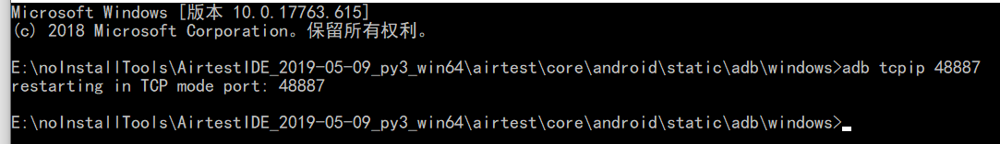 Microsoft Windows [版本 10.0.17763.615]
(c) 2018 Microsoft Corporation。保留所有权利。
E:\noInstallTools\AirtestIDE_2019-05-09_py3_win64\airtest\core\android\static\adb\windows>adb tcpip 48887
restarting in TCP mode port: 48887
E:\noInstallTools\AirtestIDE_2019-05-09_py3_win64\airtest\core\android\static\adb\windows>